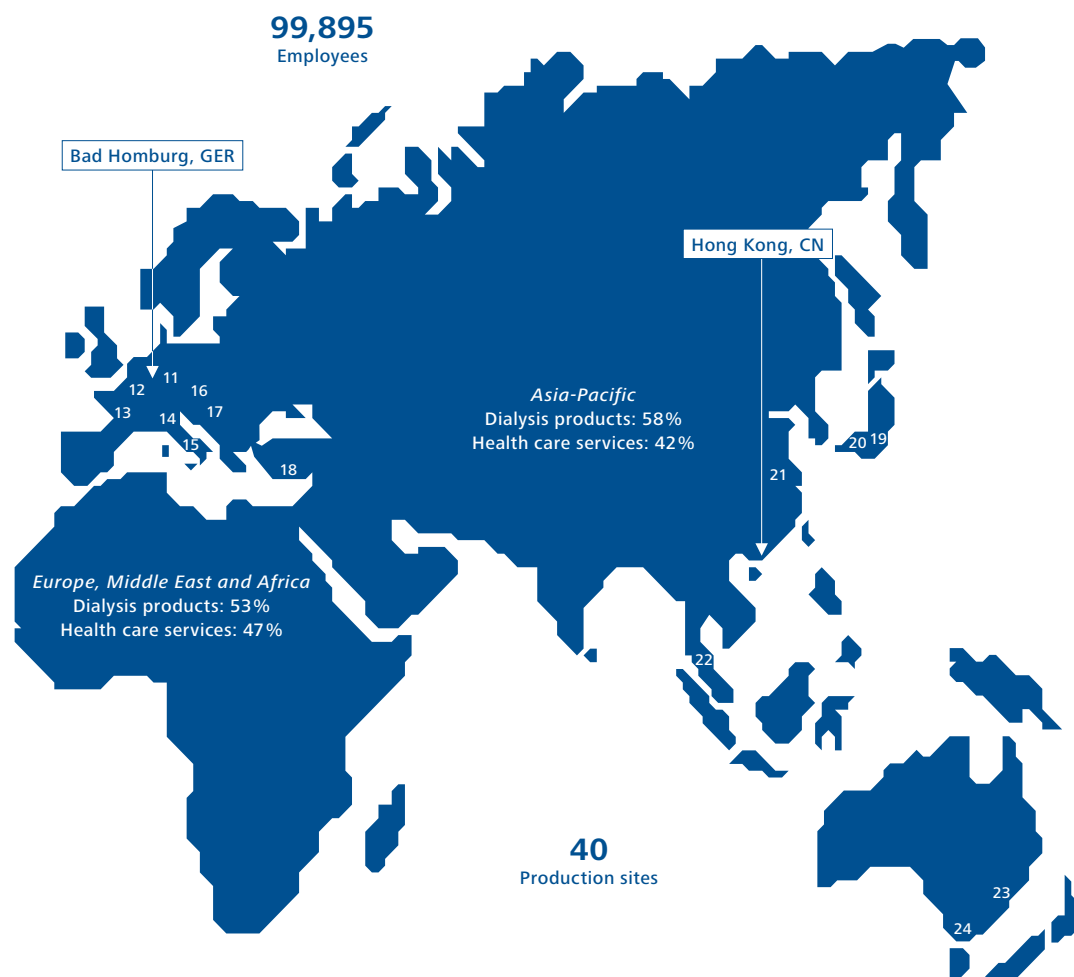 99,895
Employees
Bad Homburg, GER
Hong Kong, CN
11
12
16
13
17
14
15
18
Asia-Pacific
Dialysis products: 58%
Health care services: 42%
20
19
21
Europe, Middle East and Africa
Dialysis products: 53%
Health care services: 47%
22
40
Production sites
23
24